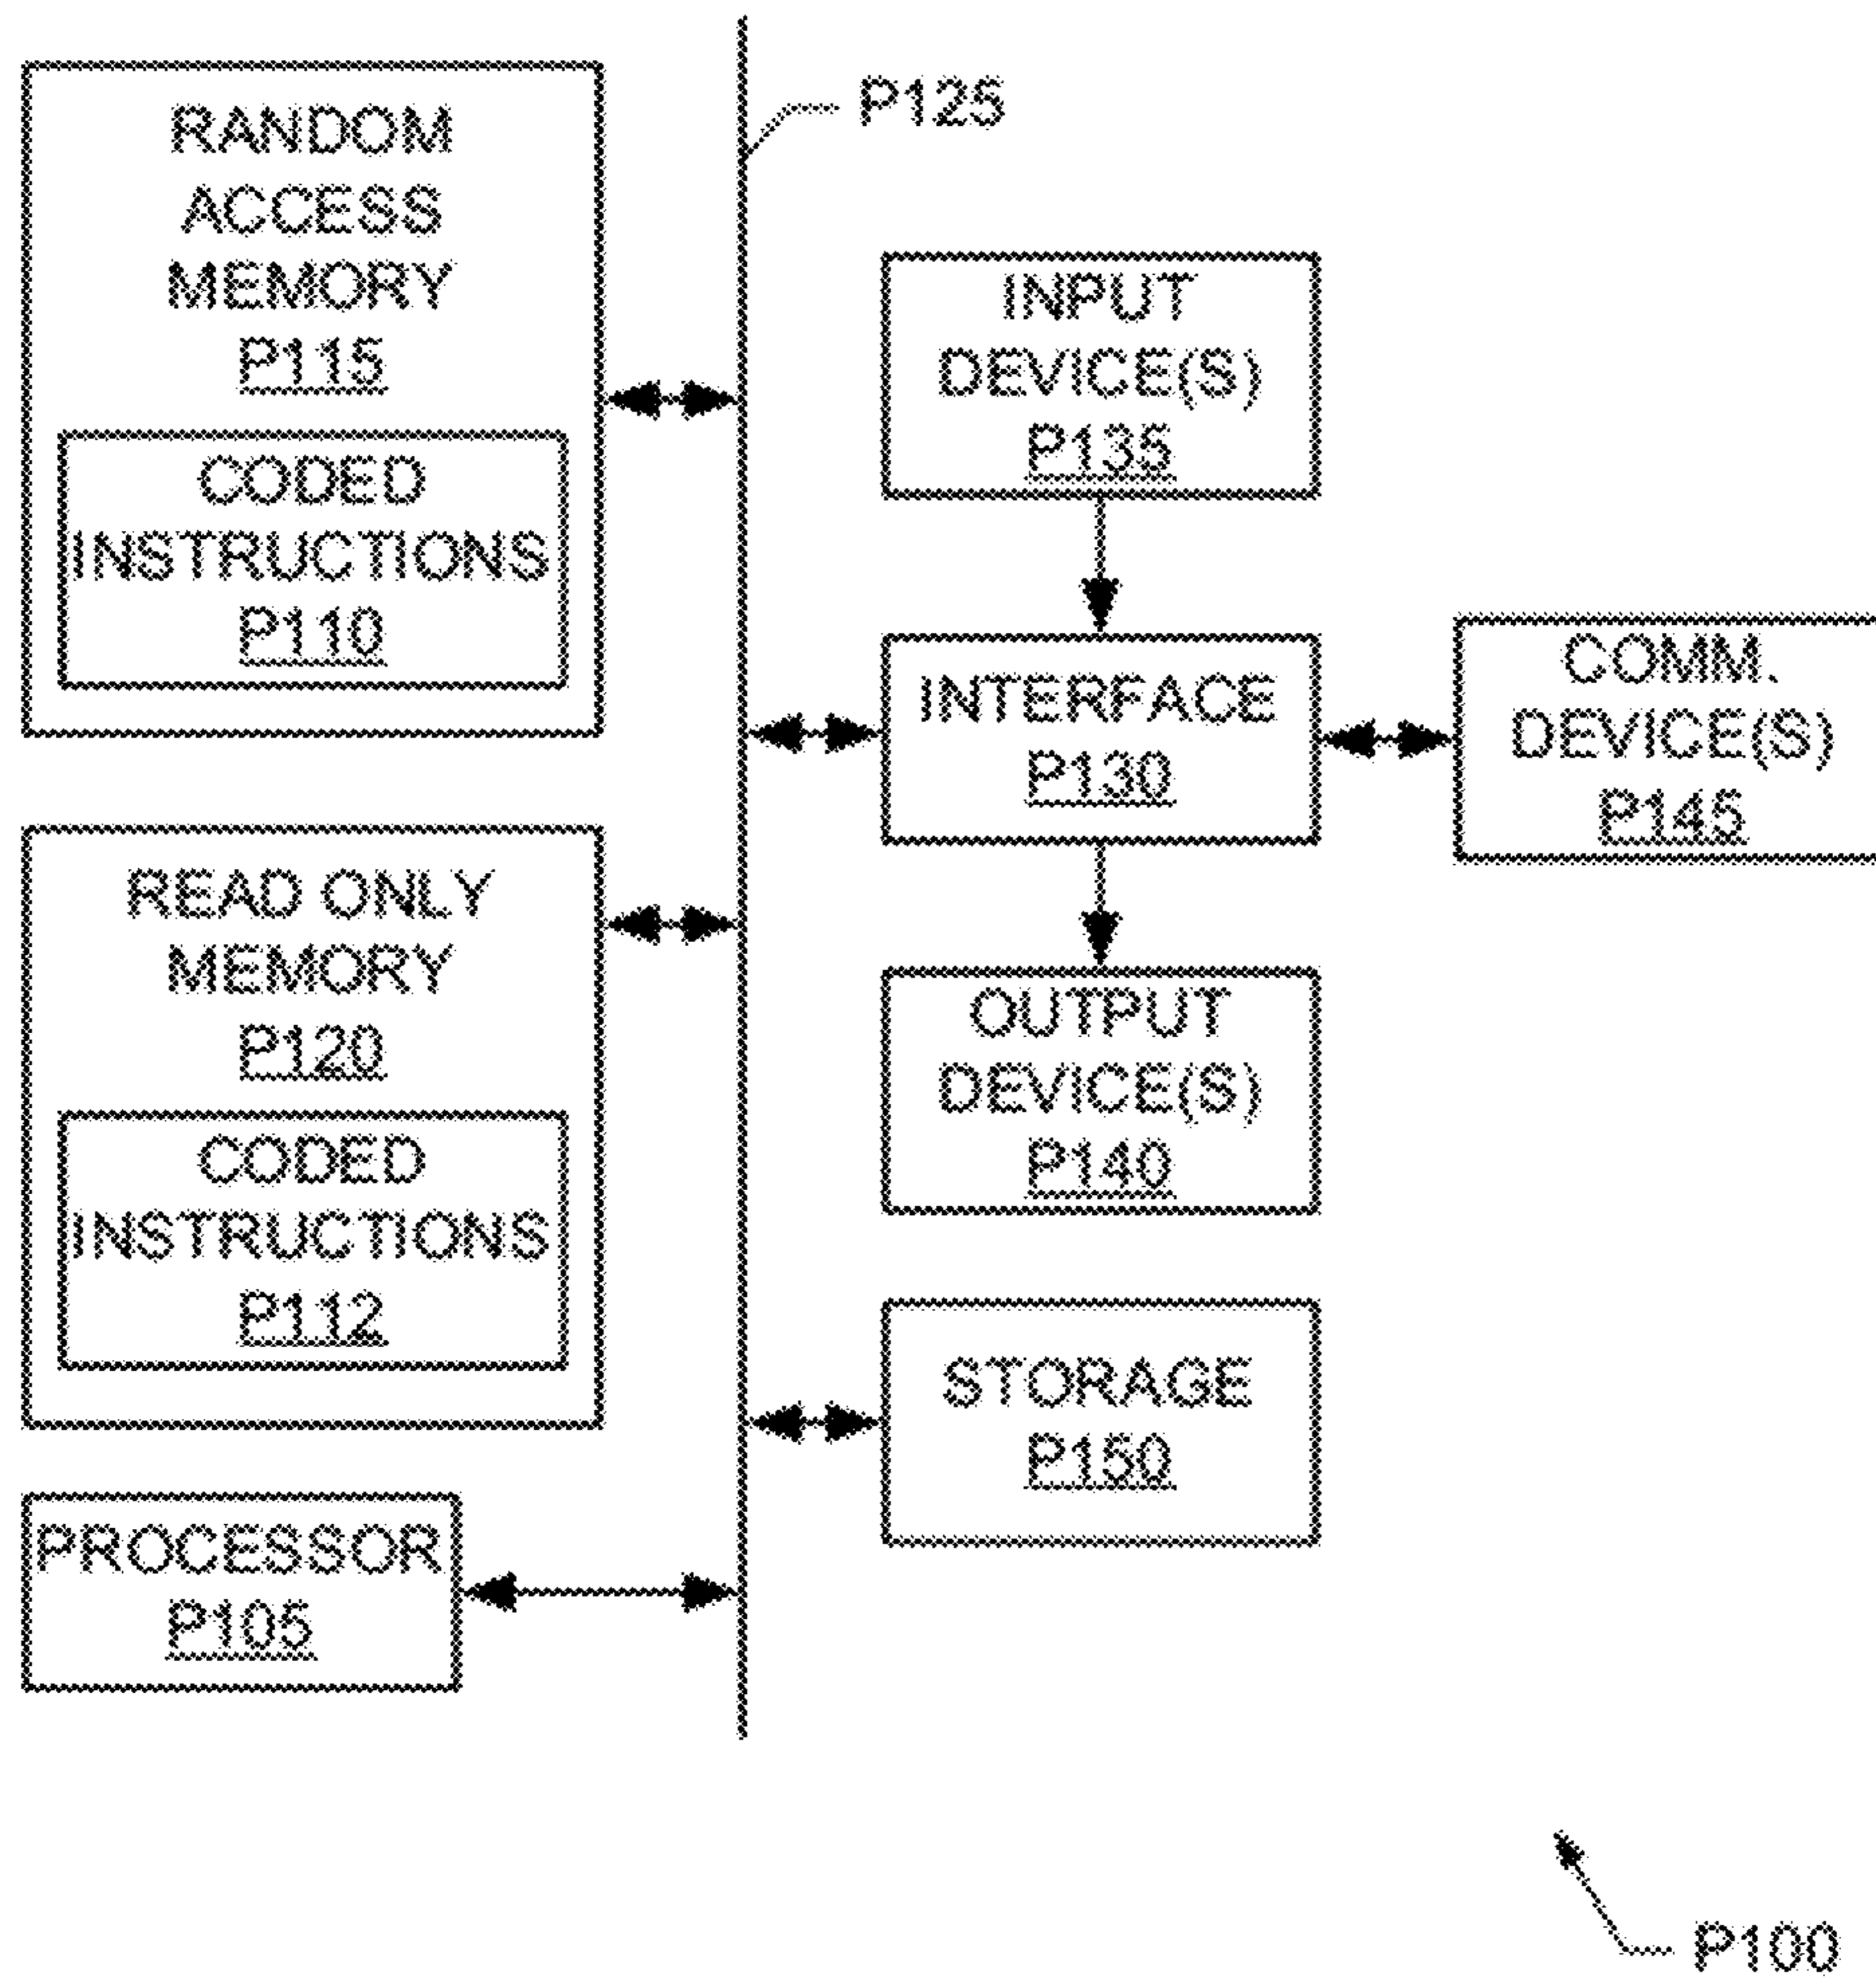 RANDOM
ACCESS
MEMORY
P115
CODED
INSTRUCTIONS
P110
READ ONLY
MEMORY
P120
CODED
INSTRUCTIONS
P112
PROCESSOR
P105
P125
INPUT
DEVICE(S)
P135
INTERFACE
P130
OUTPUT
DEVICE(S)
P140
STORAGE
P150
COMM.
DEVICE(S)
P145
P100